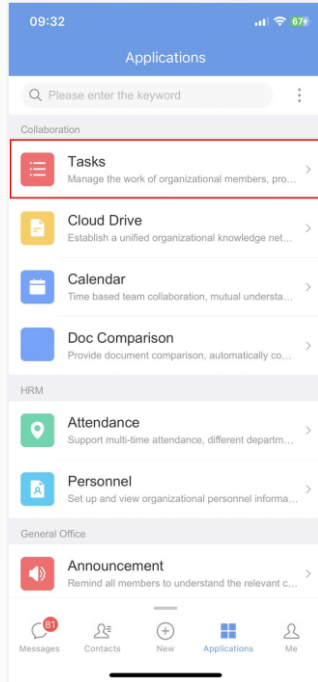 09:32
67
Applications
Please enter the keyword
Collaboration
Tasks
Manage the work of organizational members, pro...
Cloud Drive
Establish a unified organizational knowledge net...
Calendar
Time based team collaboration, mutual understa...
Doc Comparison
Provide document comparison, automatically co...
HRM
Attendance
Support multi-time attendance, different departm...
Personnel
Set up and view organizational personnel informa...
General Office
Announcement
Remind all members to understand the relevant c...
81
Messages Contacts New Applications Me